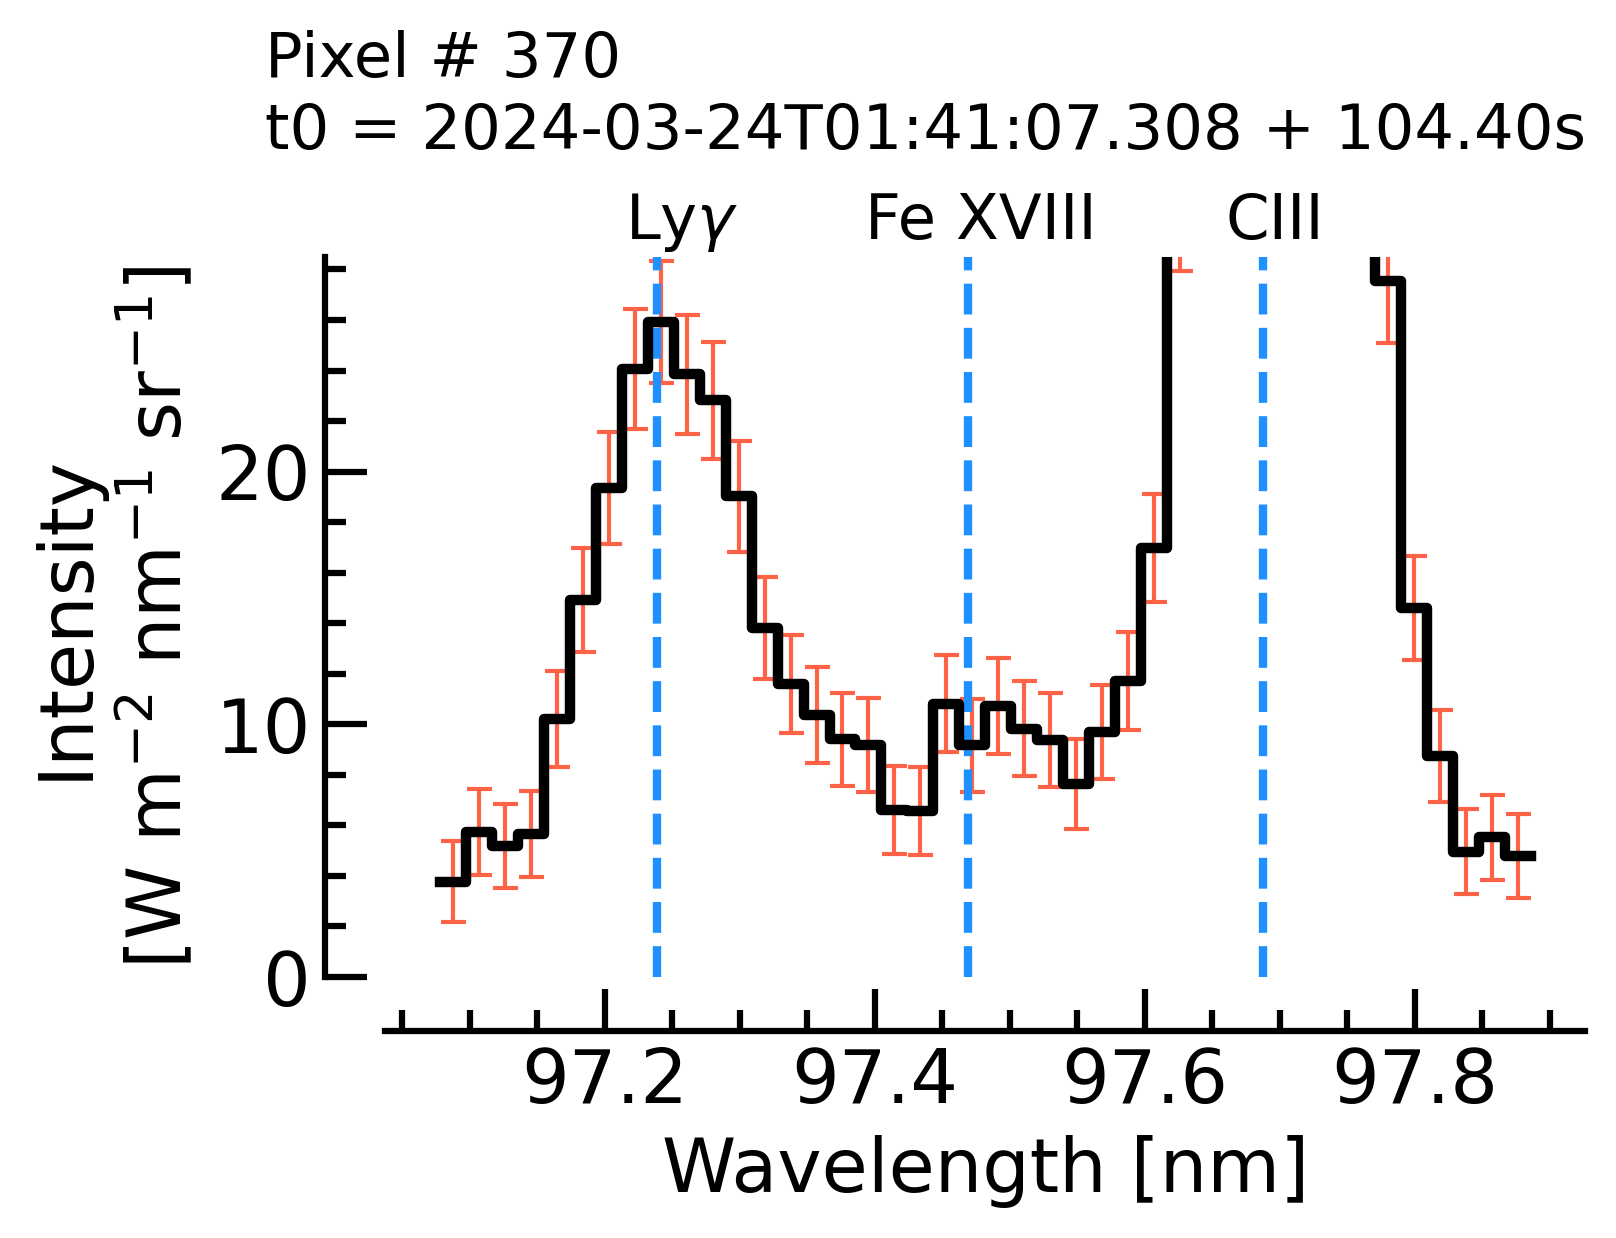 Pixel # 370
t0 = 2024-03-24T01:41:07.308 + 104.40s
Lyγ Fe XVIII CIII
Intensity
[W m⁻² nm⁻¹ sr⁻¹]
20
10
0
97.2 97.4 97.6 97.8
Wavelength [nm]